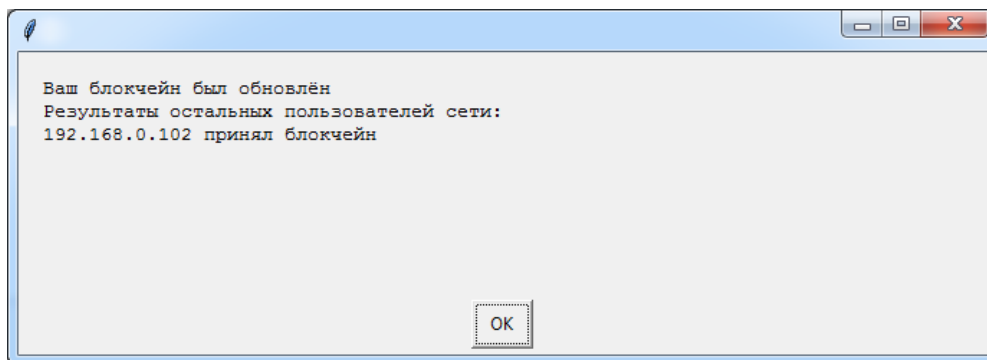 Ваш блокчейн был обновлён
Результаты остальных пользователей сети:
192.168.0.102 принял блокчейн
OK